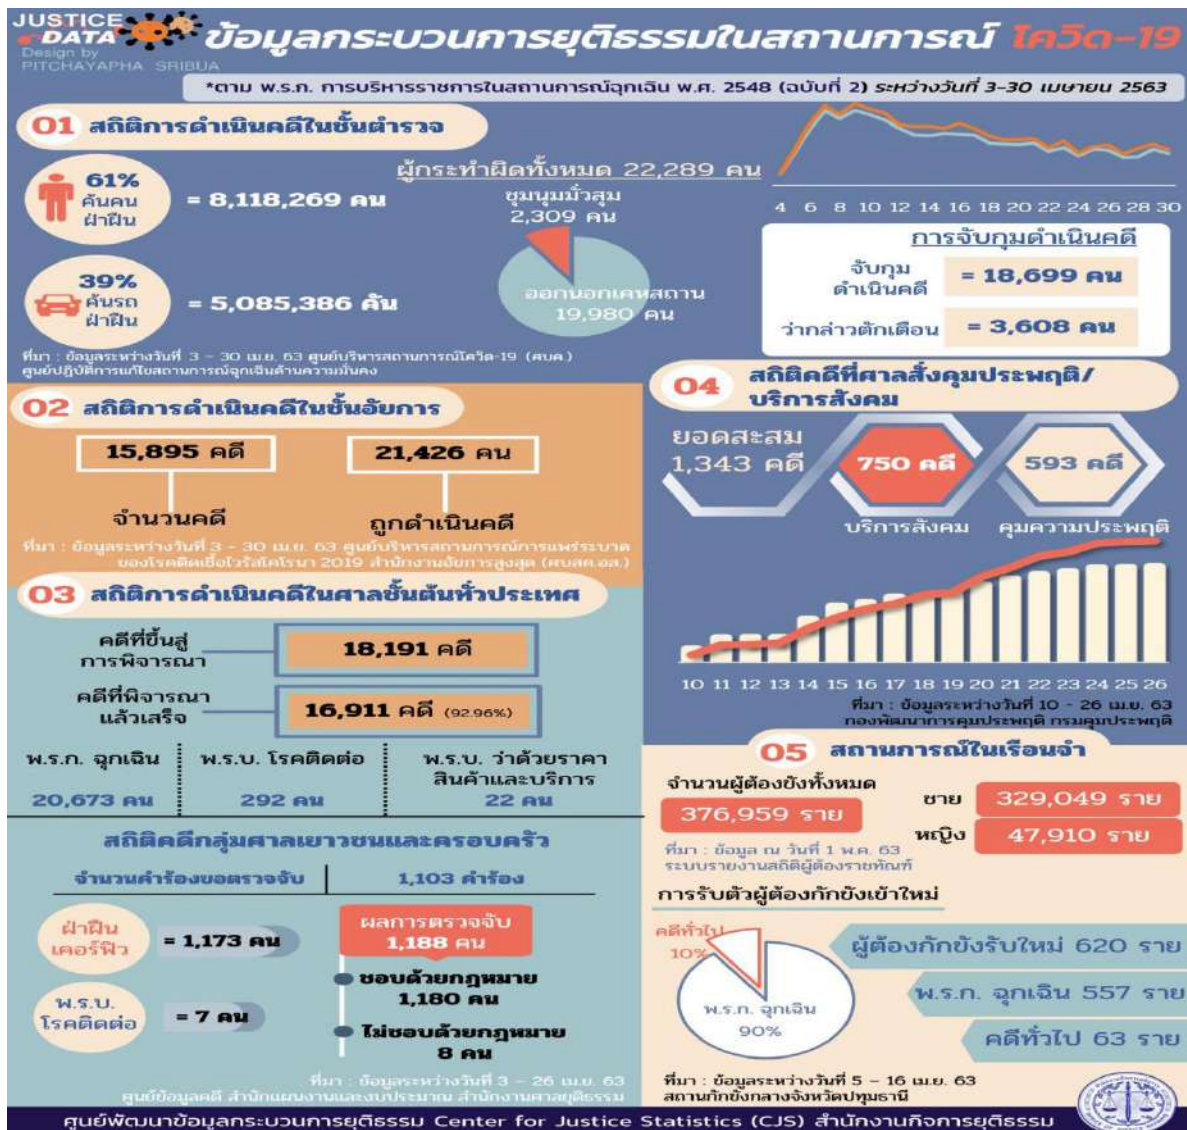 JUSTICE
DATA
Design by
PITCHAYAPHA SRIBUA
ข้อมูลกระบวนการยุติธรรมในสถานการณ์ โควิด-19
*ตาม พ.ร.ก. การบริหารราชการในสถานการณ์ฉุกเฉิน พ.ศ. 2548 (ฉบับที่ 2) ระหว่างวันที่ 3-30 เมษายน 2563
01 สถิติการดำเนินคดีในชั้นตำรวจ
61%
ค้นคน
ฝ่าฝืน
= 8,118,269 คน
39%
ค้นรถ
ฝ่าฝืน
= 5,085,386 คัน
ผู้กระทำผิดทั้งหมด 22,289 คน
ชุมนุมมั่วสุม
2,309 คน
ออกนอกเคหสถาน
19,980 คน
4 6 8 10 12 14 16 18 20 22 24 26 28 30
การจับกุมดำเนินคดี
จับกุม
ดำเนินคดี
= 18,699 คน
ว่ากล่าวตักเตือน
= 3,608 คน
ที่มา : ข้อมูลระหว่างวันที่ 3 - 30 เม.ย. 63 ศูนย์บริหารสถานการณ์โควิด-19 (ศบค.)
ศูนย์ปฏิบัติการแก้ไขสถานการณ์ฉุกเฉินด้านความมั่นคง
02 สถิติการดำเนินคดีในชั้นอัยการ
15,895 คดี
21,426 คน
จำนวนคดี
ถูกดำเนินคดี
ที่มา : ข้อมูลระหว่างวันที่ 3 - 30 เม.ย. 63 ศูนย์บริหารสถานการณ์การแพร่ระบาด
ของโรคติดเชื้อไวรัสโคโรนา 2019 สำนักงานอัยการสูงสุด (ศบสค.อส.)
03 สถิติการดำเนินคดีในศาลชั้นต้นทั่วประเทศ
คดีที่ขึ้นสู่
การพิจารณา
18,191 คดี
คดีที่พิจารณา
แล้วเสร็จ
16,911 คดี (92.96%)
พ.ร.ก. ฉุกเฉิน
20,673 คน
พ.ร.บ. โรคติดต่อ
292 คน
พ.ร.บ. ว่าด้วยราคา
สินค้าและบริการ
22 คน
สถิติคดีกลุ่มศาลเยาวชนและครอบครัว
จำนวนคำร้องขอตรวจจับ
1,103 คำร้อง
ฝ่าฝืน
เคอร์ฟิว
= 1,173 คน
พ.ร.บ.
โรคติดต่อ
= 7 คน
ผลการตรวจจับ
1,188 คน
ชอบด้วยกฎหมาย
1,180 คน
ไม่ชอบด้วยกฎหมาย
8 คน
ที่มา : ข้อมูลระหว่างวันที่ 3 - 26 เม.ย. 63
ศูนย์ข้อมูลคดี สำนักแผนงานและงบประมาณ สำนักงานศาลยุติธรรม
04 สถิติคดีที่ศาลสั่งคุมประพฤติ/
บริการสังคม
ยอดสะสม
1,343 คดี
750 คดี
593 คดี
บริการสังคม
คุมความประพฤติ
10 11 12 13 14 15 16 17 18 19 20 21 22 23 24 25 26
ที่มา : ข้อมูลระหว่างวันที่ 10 - 26 เม.ย. 63
กองพัฒนาการคุมประพฤติ กรมคุมประพฤติ
05 สถานการณ์ในเรือนจำ
จำนวนผู้ต้องขังทั้งหมด
376,959 ราย
ชาย
329,049 ราย
หญิง
47,910 ราย
ที่มา : ข้อมูล ณ วันที่ 1 พ.ค. 63
ระบบรายงานสถิติผู้ต้องราชทัณฑ์
การรับตัวผู้ต้องกักขังเข้าใหม่
คดีทั่วไป
10%
พ.ร.ก. ฉุกเฉิน
90%
ผู้ต้องกักขังรับใหม่ 620 ราย
พ.ร.ก. ฉุกเฉิน 557 ราย
คดีทั่วไป 63 ราย
ที่มา : ข้อมูลระหว่างวันที่ 5 - 16 เม.ย. 63
สถานกักขังกลางจังหวัดปทุมธานี
ศูนย์พัฒนาข้อมูลกระบวนการยุติธรรม Center for Justice Statistics (CJS) สำนักงานกิจการยุติธรรม